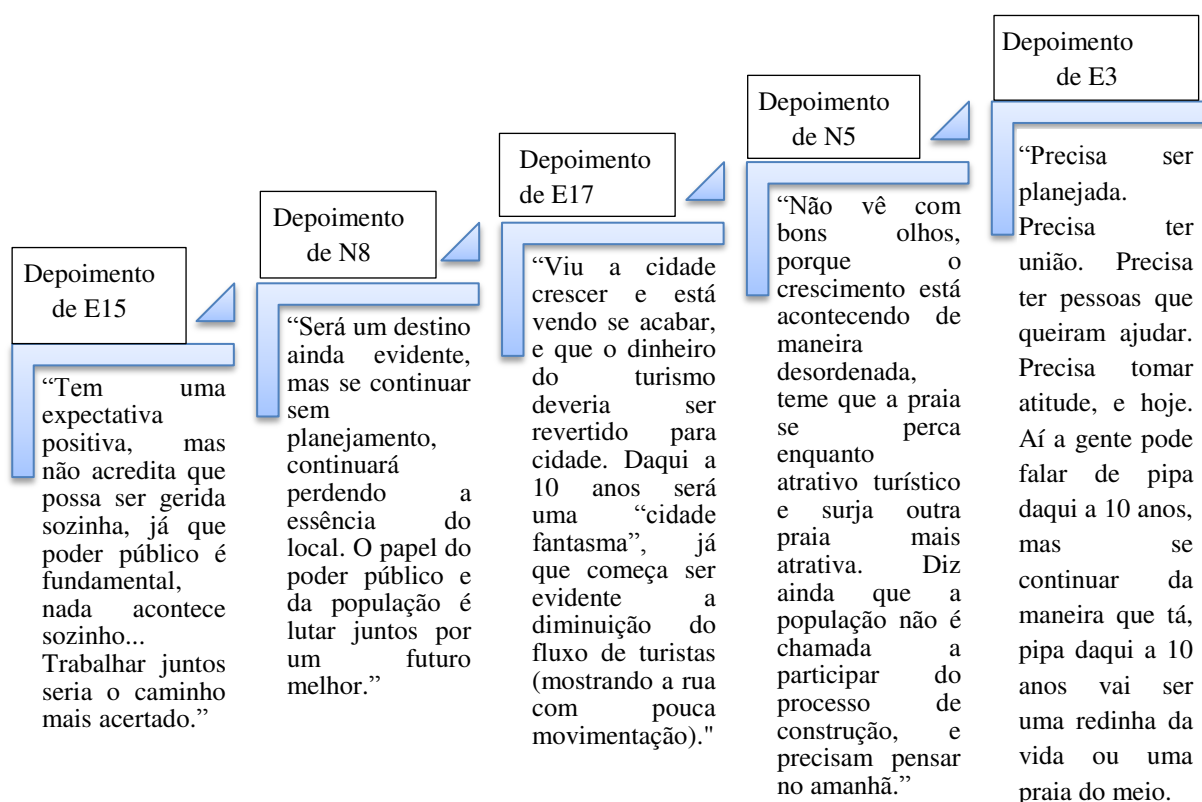 Depoimento
de E15
“Tem uma
expectativa
positiva, mas
não acredita que
possa ser gerida
sozinha, já que
poder público é
fundamental,
nada acontece
sozinho...
Trabalhar juntos
seria o caminho
mais acertado.”
Depoimento
de N8
“Será um destino
ainda evidente,
mas se continuar
sem
planejamento,
continuará
perdendo a
essência do
local. O papel do
poder público e
da população é
lutar juntos por
um futuro
melhor.”
Depoimento
de E17
“Viu a cidade
crescer e está
vendo se acabar,
e que o dinheiro
do turismo
deveria ser
revertido para
cidade. Daqui a
10 anos será
uma “cidade
fantasma”, já
que começa ser
evidente a
diminuição do
fluxo de turistas
(mostrando a rua
com pouca
movimentação)."
Depoimento
de N5
“Não vê com
bons olhos,
porque o
crescimento está
acontecendo de
maneira
desordenada,
teme que a praia
se perca
enquanto
atrativo turístico
e surja outra
praia mais
atrativa. Diz
ainda que a
população não é
chamada a
participar do
processo de
construção, e
precisam pensar
no amanhã.”
Depoimento
de E3
“Precisa ser
planejada.
Precisa ter
união. Precisa
ter pessoas que
queiram ajudar.
Precisa tomar
atitude, e hoje.
Aí a gente pode
falar de pipa
daqui a 10 anos,
mas se
continuar da
maneira que tá,
pipa daqui a 10
anos vai ser
uma redinha da
vida ou uma
praia do meio.